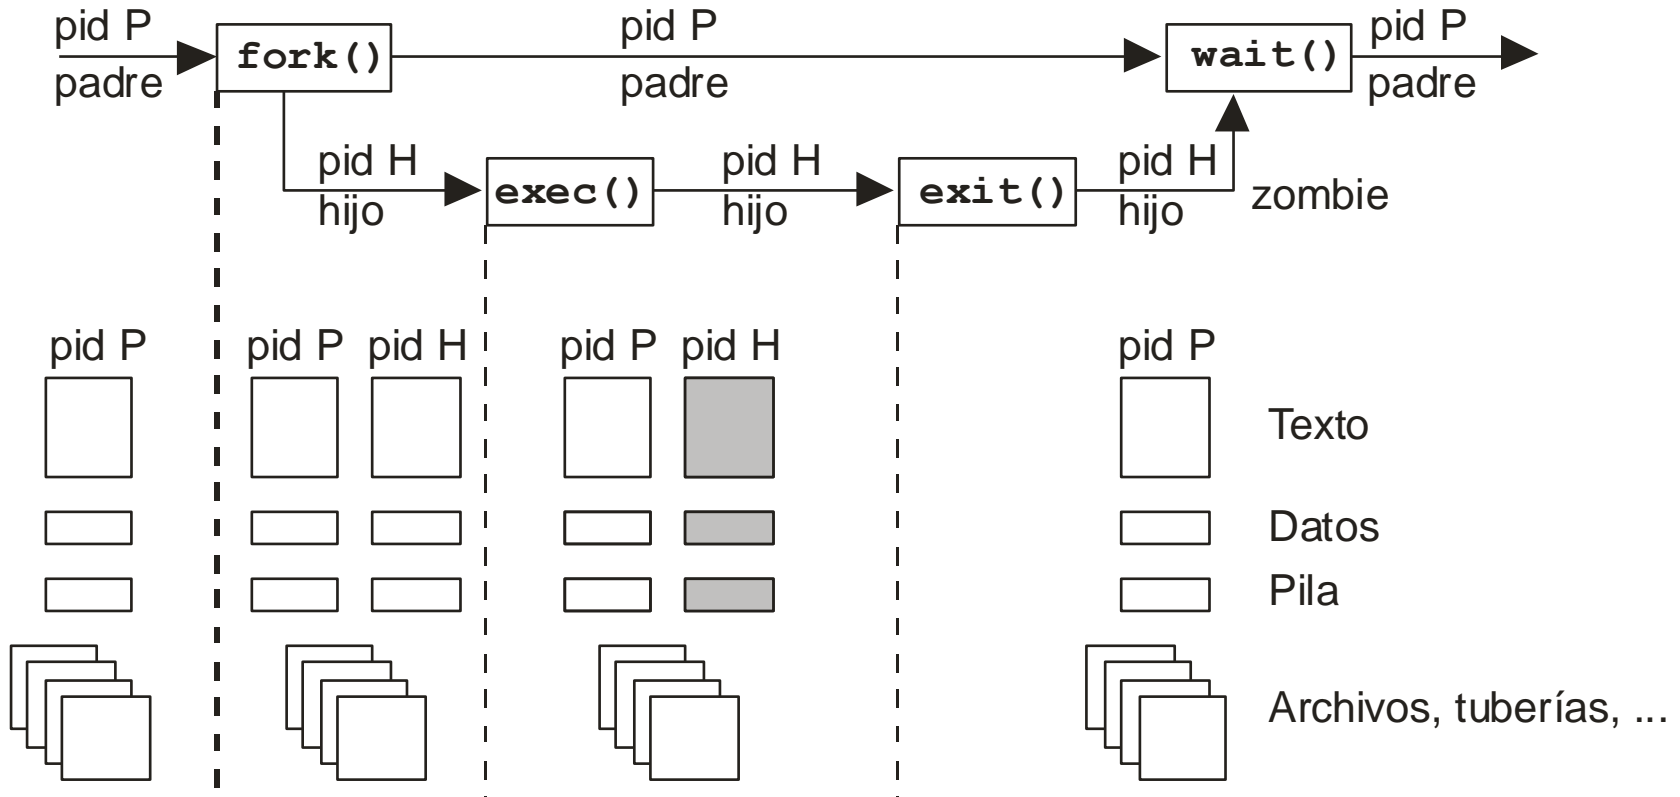 pid P
padre
fork()
pid P
padre
wait()
pid P
padre
pid H
hijo
exec()
pid H
hijo
exit()
pid H
hijo
zombie
pid P
pid P
pid H
pid P
pid H
pid P
Texto
Datos
Pila
Archivos, tuberías, ...